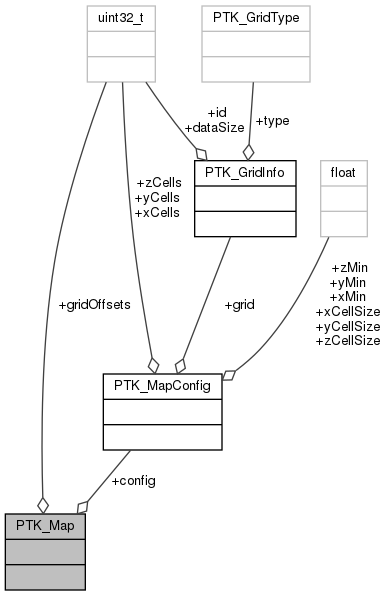 uint32_t
PTK_GridType
+id
+dataSize
+type
PTK_GridInfo
float
+zCells
+yCells
+xCells
+gridOffsets
+grid
+zMin
+yMin
+xMin
+xCellSize
+yCellSize
+zCellSize
PTK_MapConfig
+config
PTK_Map